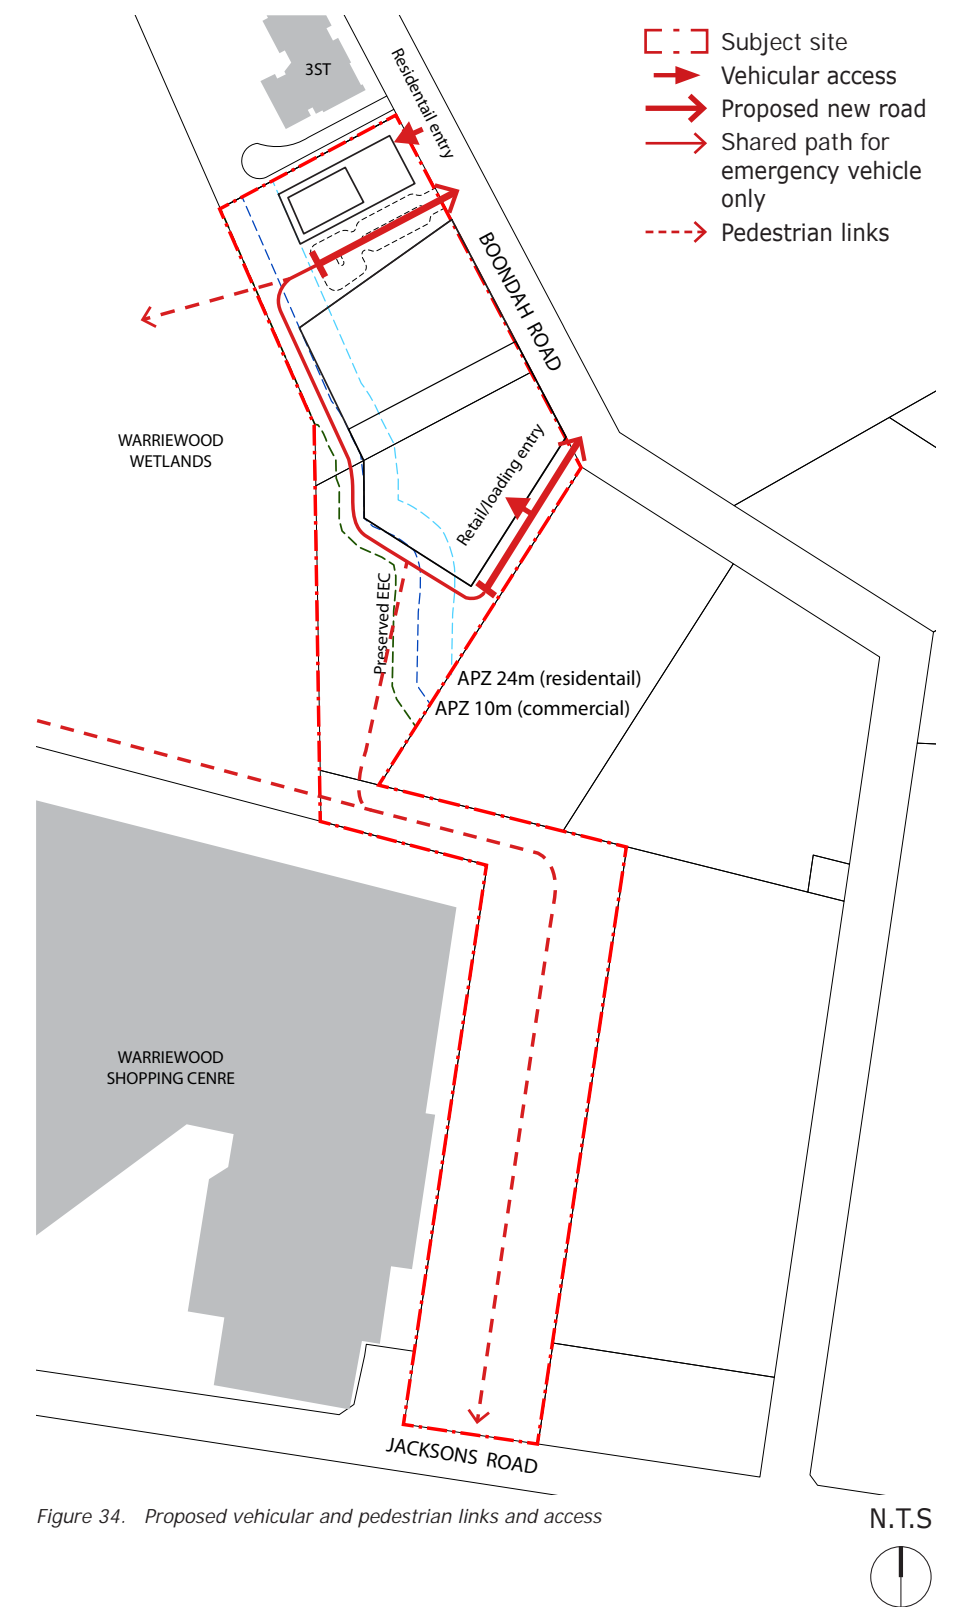 3ST
Residentail entry
Subject site
Vehicular access
Proposed new road
Shared path for
emergency vehicle
only
Pedestrian links
BOONDAH ROAD
WARRIEWOOD
WETLANDS
Retail/loading entry
Preserved EEC
APZ 24m (residentail)
APZ 10m (commercial)
WARRIEWOOD
SHOPPING CENRE
JACKSONS ROAD
Figure 34. Proposed vehicular and pedestrian links and access
N.T.S